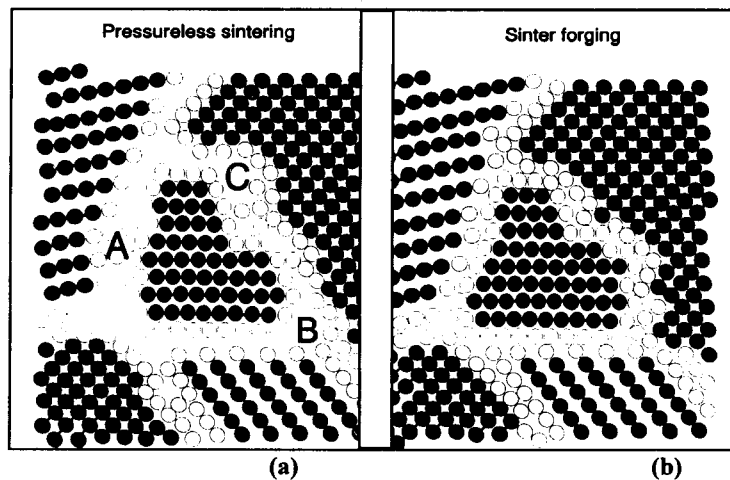 Pressureless sintering
Sinter forging
C
A
B
(a)
(b)